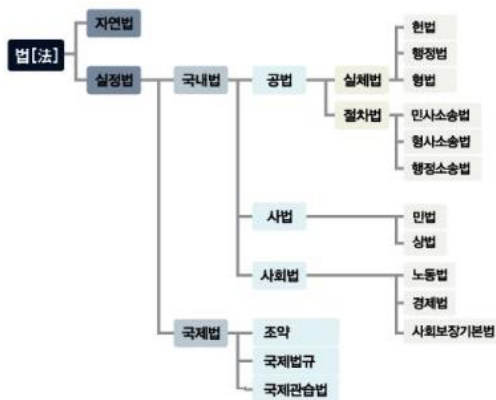 법[法]
자연법
실정법
국내법
공법
실체법
헌법
행정법
형법
절차법
민사소송법
형사소송법
행정소송법
사법
민법
상법
사회법
노동법
경제법
사회보장기본법
국제법
조약
국제법규
국제관습법